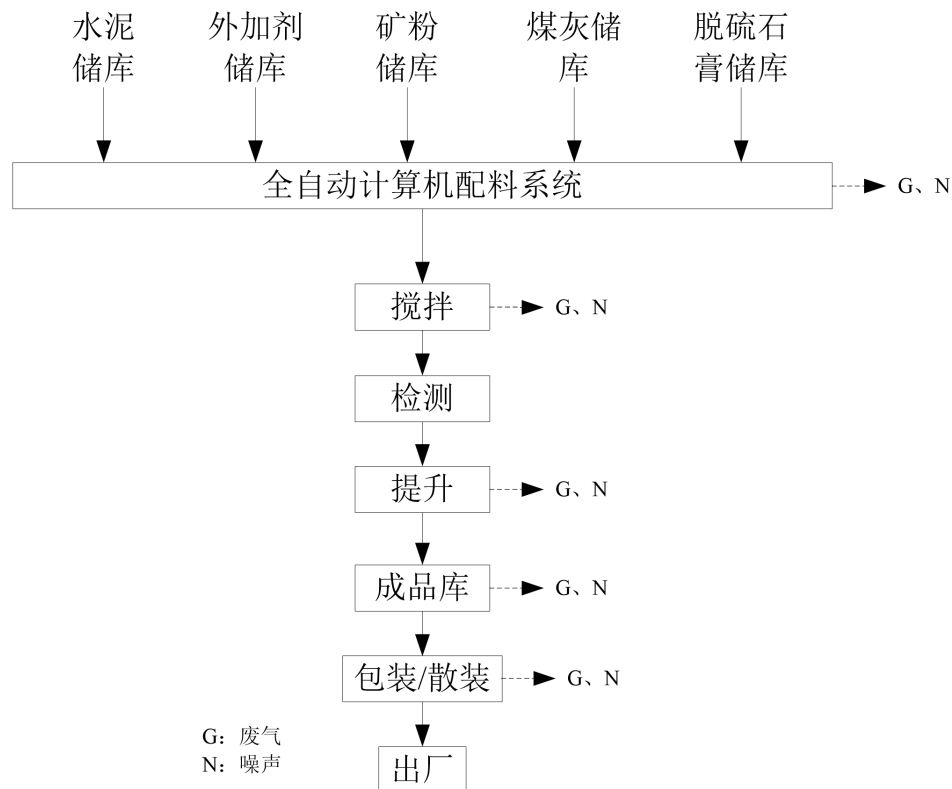 水泥
储库
外加剂
储库
矿粉
储库
煤灰储
库
脱硫石
膏储库
全自动计算机配料系统
G、N
搅拌
G、N
检测
提升
G、N
成品库
G、N
包装/散装
G、N
G：废气
N：噪声
出厂